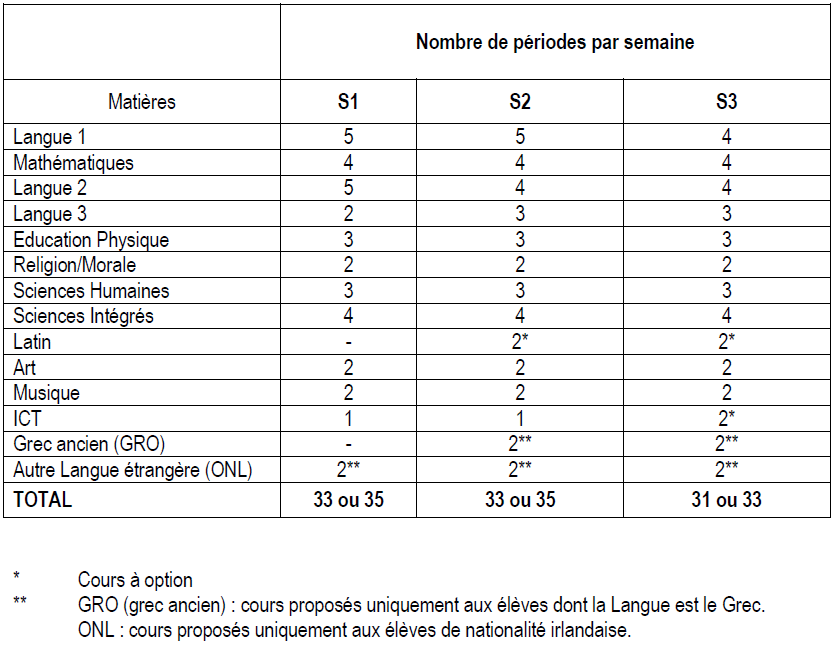 Nombre de périodes par semaine
Matières S1 S2 S3
Langue 1 5 5 4
Mathématiques 4 4 4
Langue 2 5 4 4
Langue 3 2 3 3
Education Physique 3 3 3
Religion/Morale 2 2 2
Sciences Humaines 3 3 3
Sciences Intégrés 4 4 4
Latin - 2* 2*
Art 2 2 2
Musique 2 2 2
ICT 1 1 2*
Grec ancien (GRO) - 2** 2**
Autre Langue étrangère (ONL) 2** 2** 2**
TOTAL 33 ou 35 33 ou 35 31 ou 33
* Cours à option
** GRO (grec ancien) : cours proposés uniquement aux élèves dont la Langue est le Grec.
ONL : cours proposés uniquement aux élèves de nationalité irlandaise.